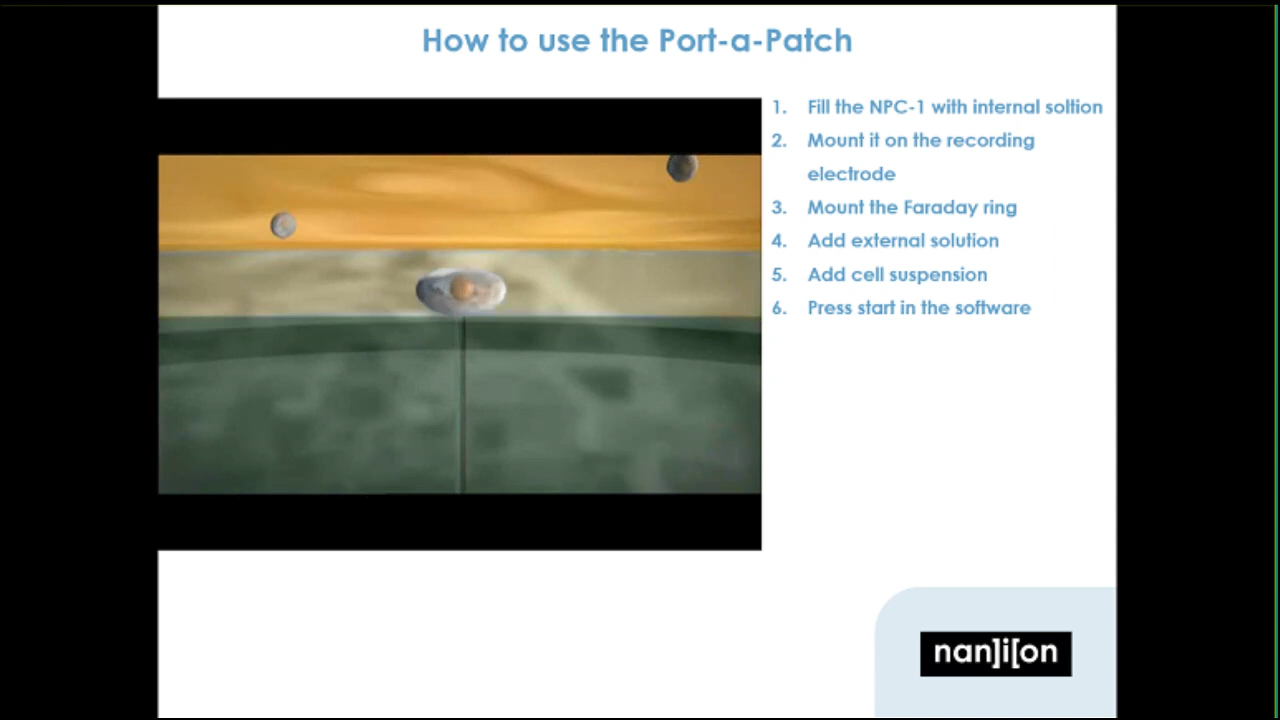 How to use the Port-a-Patch
1. Fill the NPC-1 with internal soltion
2. Mount it on the recording
electrode
3. Mount the Faraday ring
4. Add external solution
5. Add cell suspension
6. Press start in the software
nan]i[on